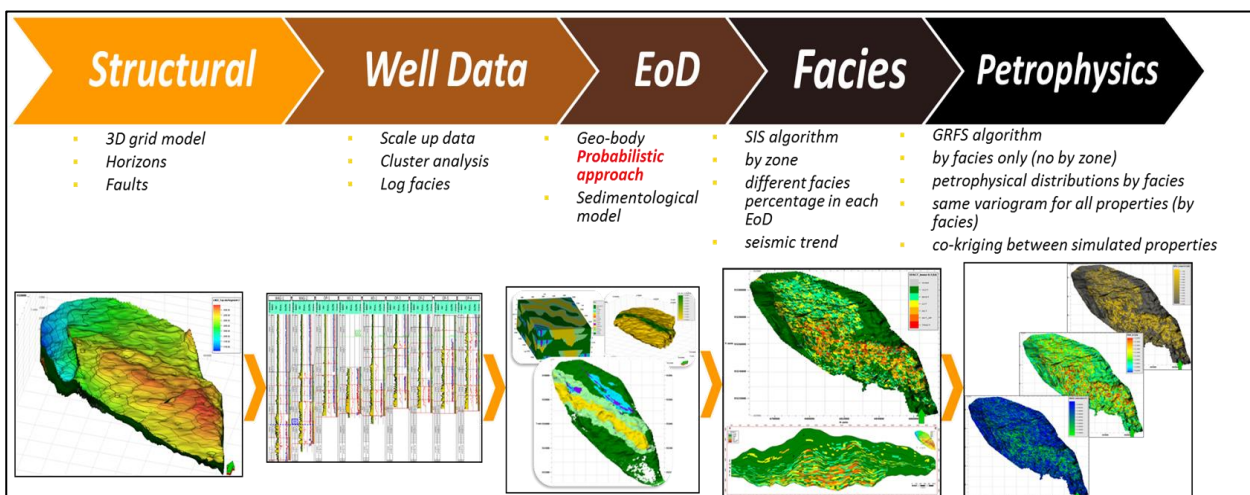 Structural
Well Data
EoD
Facies
Petrophysics
3D grid model
Horizons
Faults
Scale up data
Cluster analysis
Log facies
Geo-body
Probabilistic
approach
Sedimentological
model
SIS algorithm
by zone
different facies
percentage in each
EoD
seismic trend
GRFS algorithm
by facies only (no by zone)
petrophysical distributions by facies
same variogram for all properties (by
facies)
co-kriging between simulated properties